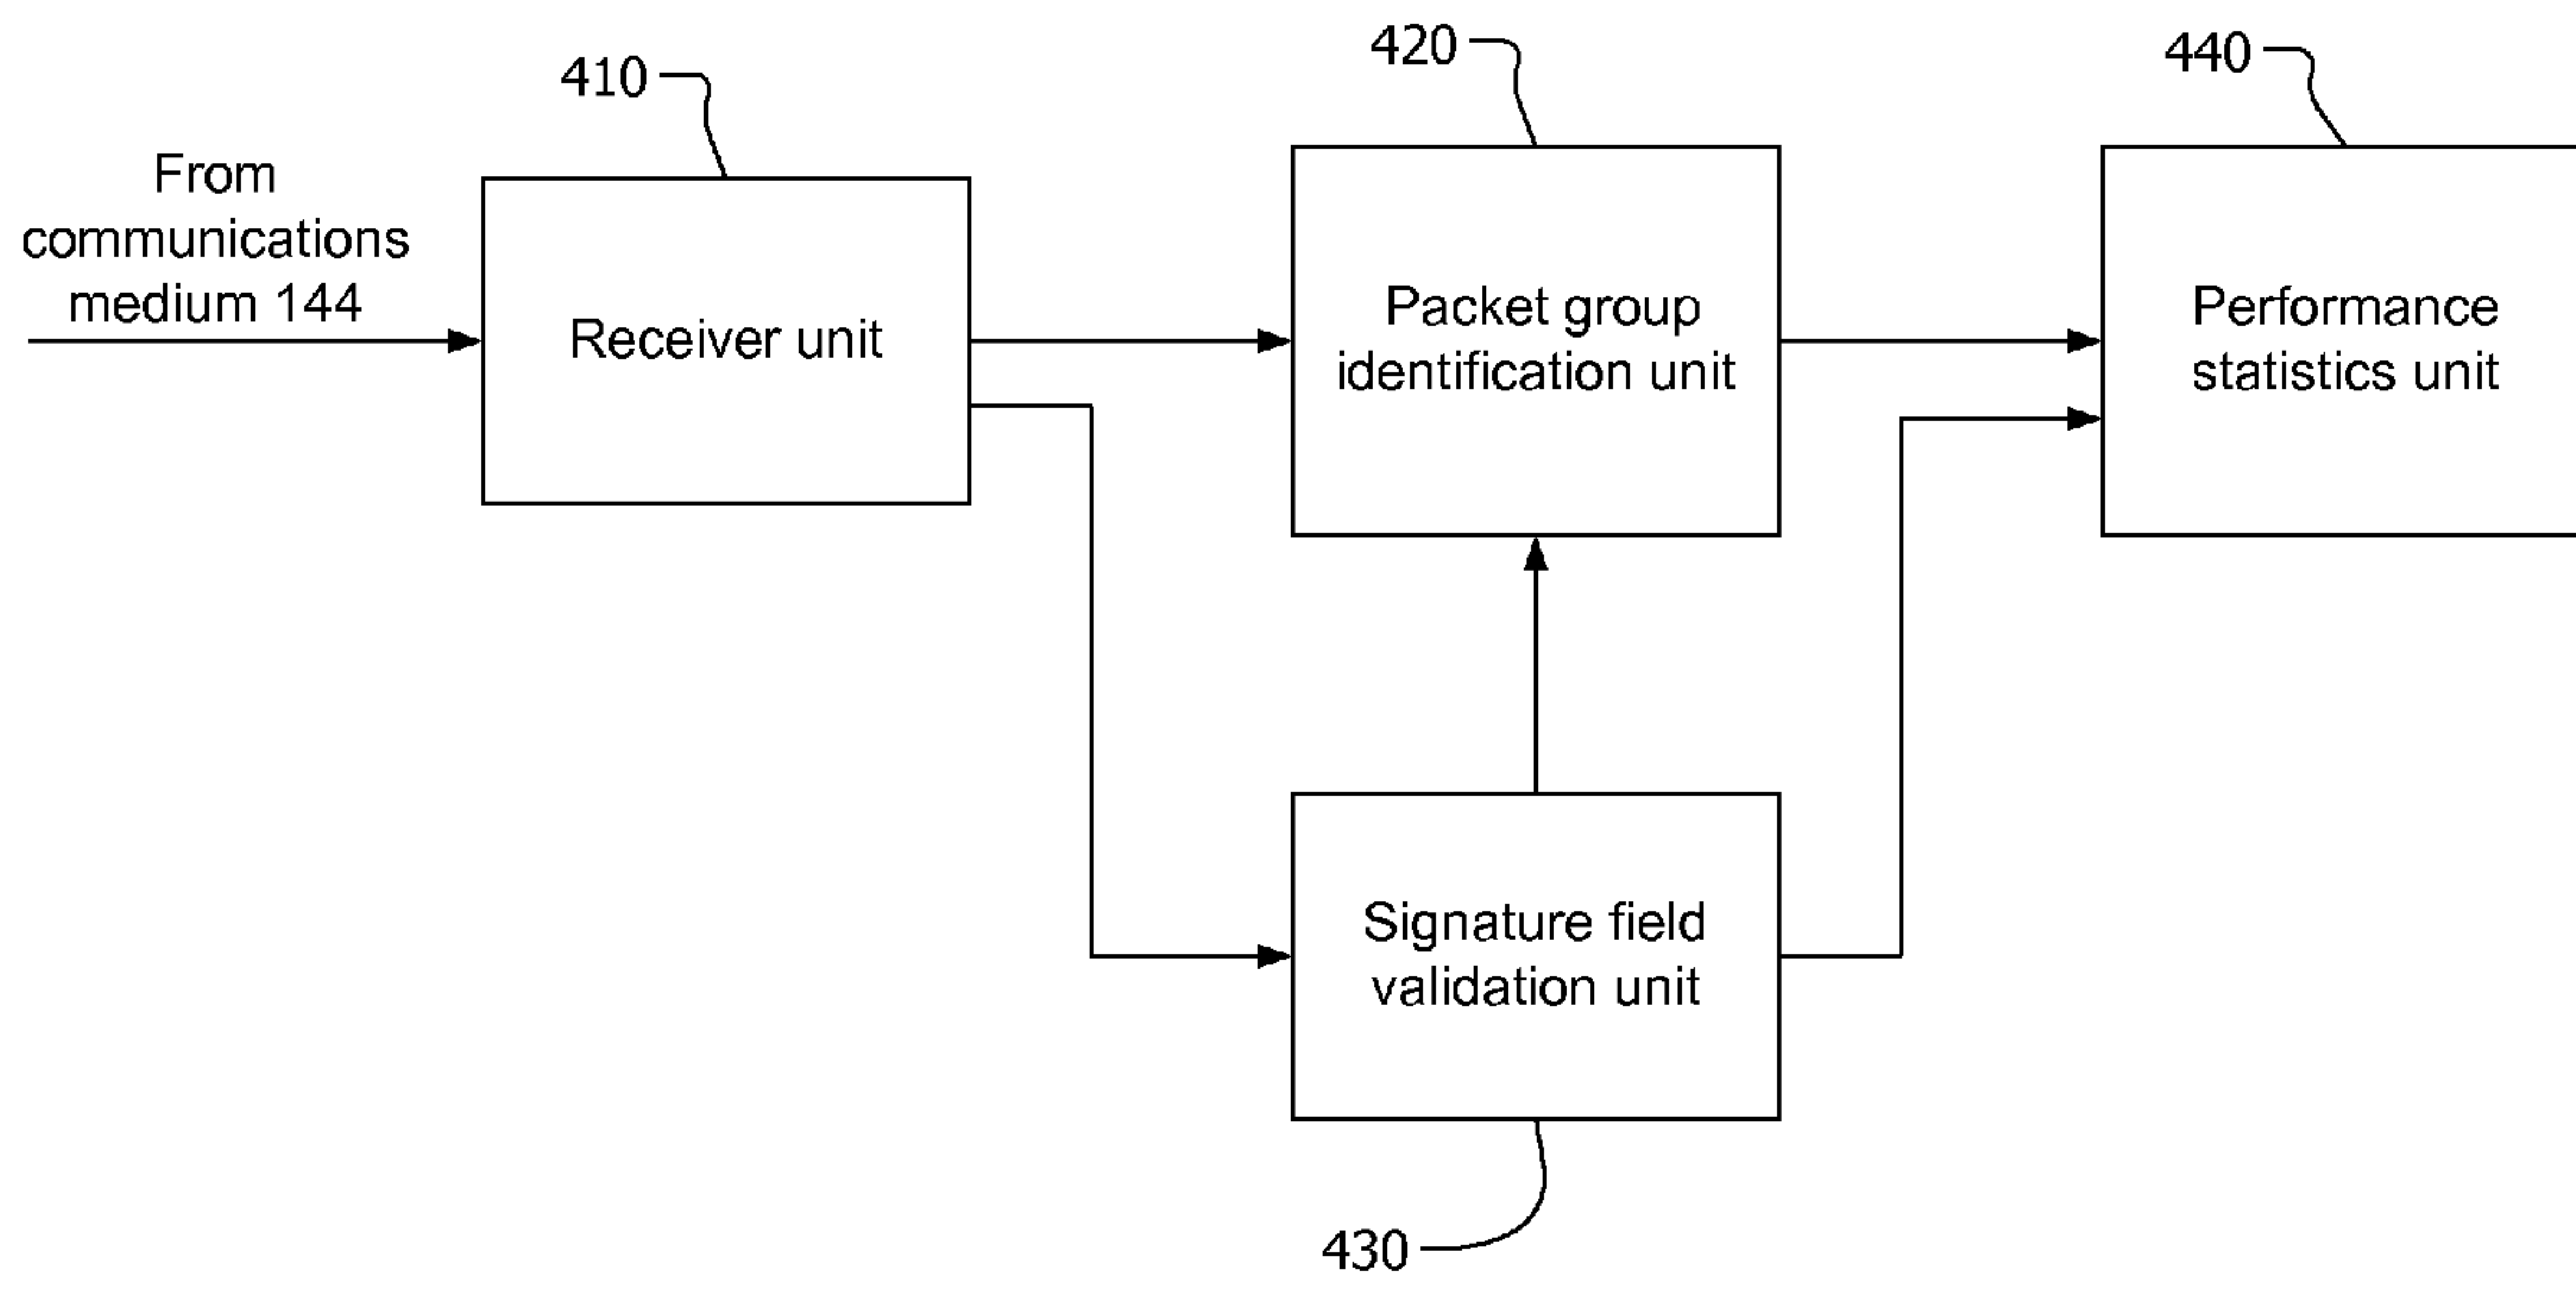 410
420
440
From
communications
medium 144
Receiver unit
Packet group
identification unit
Performance
statistics unit
Signature field
validation unit
430